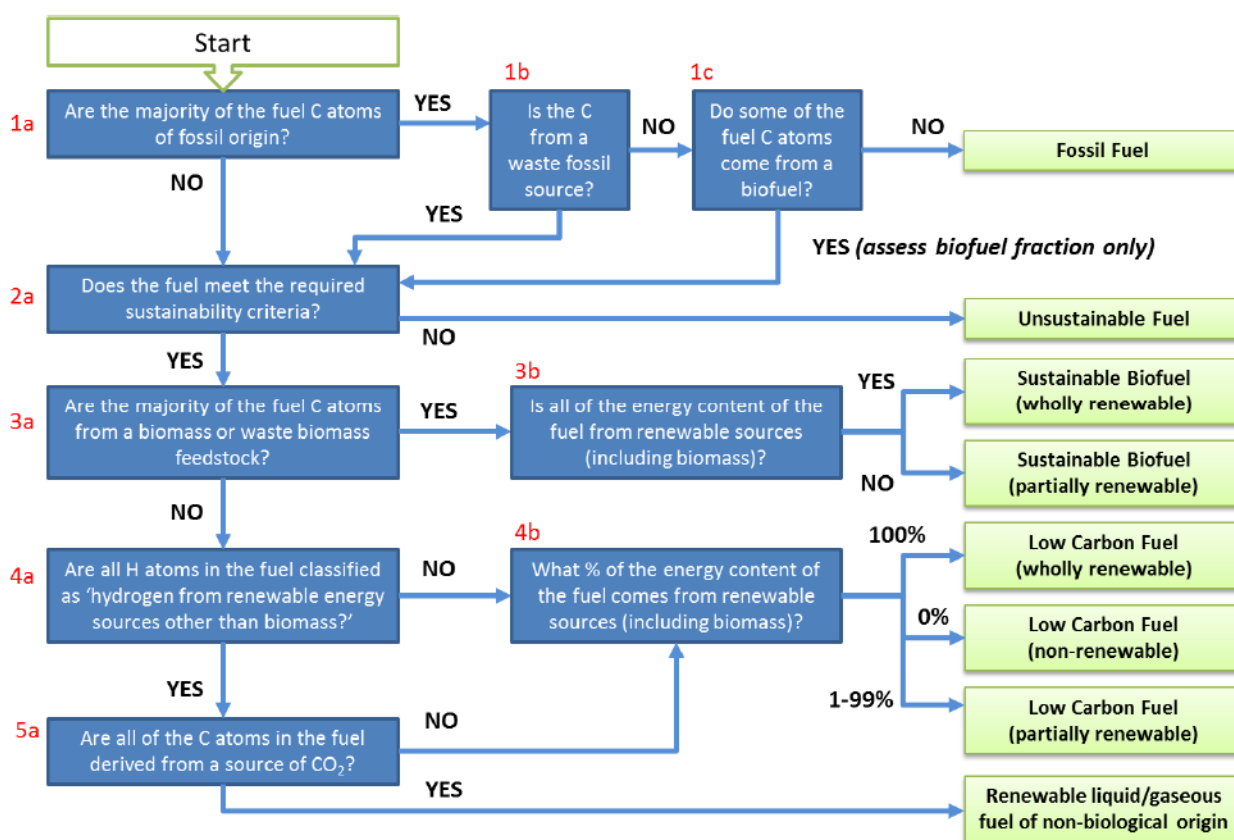 Start
1a
Are the majority of the fuel C atoms
of fossil origin?
YES
1b
Is the C
from a
waste fossil
source?
NO
1c
Do some of the
fuel C atoms
come from a
biofuel?
NO
Fossil Fuel
NO
YES
YES (assess biofuel fraction only)
2a
Does the fuel meet the required
sustainability criteria?
NO
Unsustainable Fuel
YES
3a
Are the majority of the fuel C atoms
from a biomass or waste biomass
feedstock?
YES
3b
Is all of the energy content of the
fuel from renewable sources
(including biomass)?
YES
Sustainable Biofuel
(wholly renewable)
NO
Sustainable Biofuel
(partially renewable)
NO
4a
Are all H atoms in the fuel classified
as ‘hydrogen from renewable energy
sources other than biomass?’
NO
4b
What % of the energy content of
the fuel comes from renewable
sources (including biomass)?
100%
Low Carbon Fuel
(wholly renewable)
0%
Low Carbon Fuel
(non-renewable)
1-99%
Low Carbon Fuel
(partially renewable)
YES
5a
Are all of the C atoms in the fuel
derived from a source of CO₂?
NO
YES
Renewable liquid/gaseous
fuel of non-biological origin